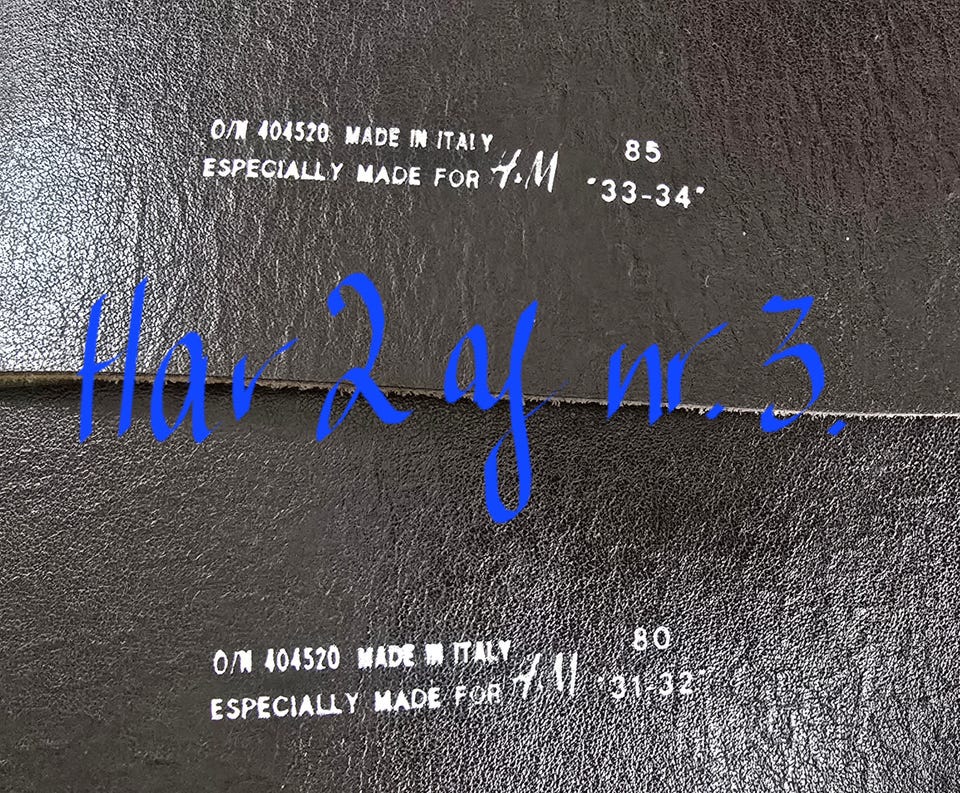 O/N 404520 MADE IN ITALY
ESPECIALLY MADE FOR H&M
85
"33-34"
Har 2 af nr. 3.
O/N 404520 MADE IN ITALY
ESPECIALLY MADE FOR H&M
80
"31-32"